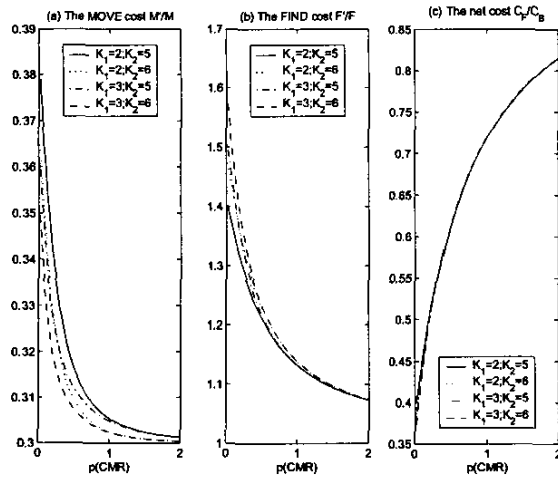 (a) The MOVE cost M'/M
0.39
0.38
0.37
0.36
0.35
0.34
0.33
0.32
0.31
0.3
0
1
2
p(CMR)
K1=2;K2=5
K1=2;K2=6
K1=3;K2=5
K1=3;K2=6
(b) The FIND cost F'/F
1.7
1.6
1.5
1.4
1.3
1.2
1.1
1
0
1
2
p(CMR)
K1=2;K2=5
K1=2;K2=6
K1=3;K2=5
K1=3;K2=6
(c) The net cost CF/CB
0.85
0.8
0.75
0.7
0.65
0.6
0.55
0.5
0.45
0.4
0.35
0
1
2
p(CMR)
K1=2;K2=5
K1=2;K2=6
K1=3;K2=5
K1=3;K2=6